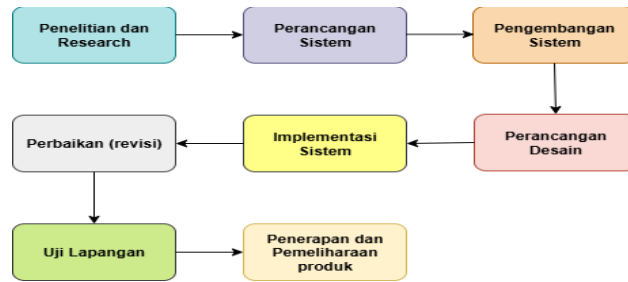 Penelitian dan
Research
Perancangan
Sistem
Pengembangan
Sistem
Perancangan
Desain
Implementasi
Sistem
Perbaikan (revisi)
Uji Lapangan
Penerapan dan
Pemeliharaan
produk